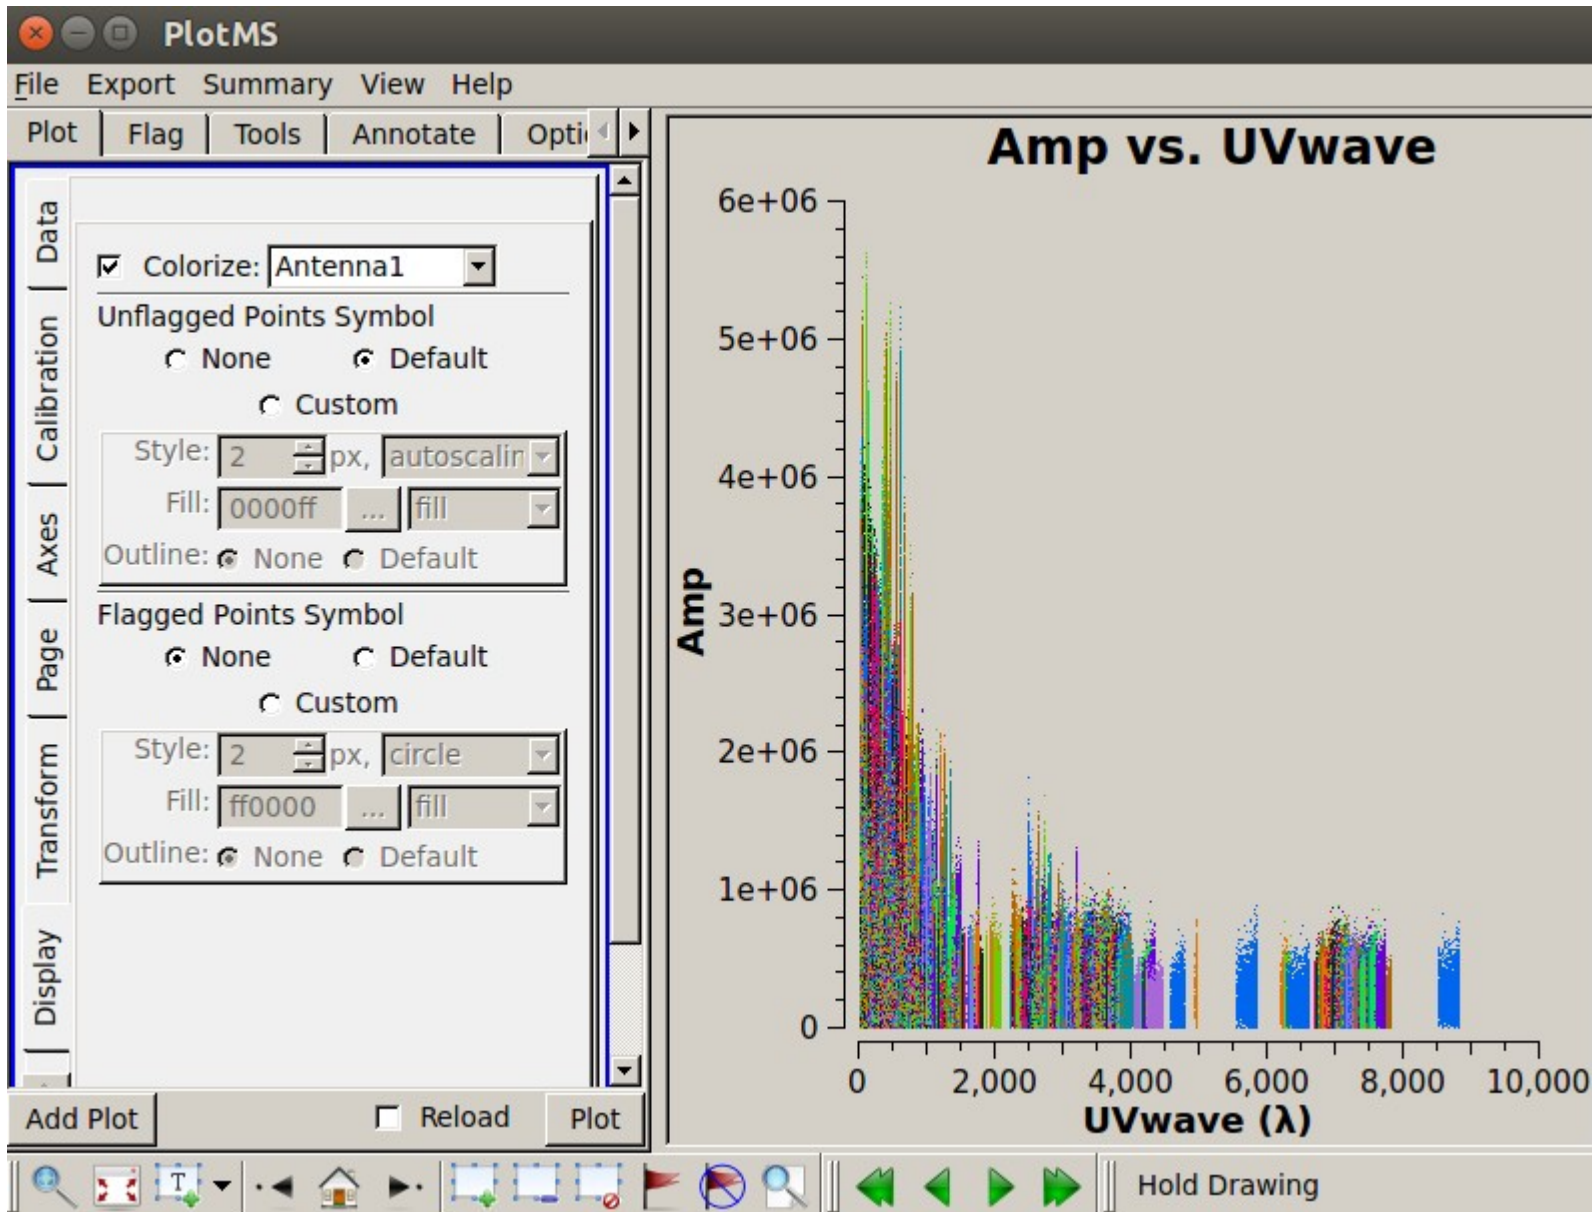 PlotMS
File Export Summary View Help
Plot Flag Tools Annotate Optic
Data
Calibration
Axes
Page
Transform
Display
Colorize: Antenna1
Unflagged Points Symbol
None Default
Custom
Style: 2 px, autoscalin
Fill: 0000ff ... fill
Outline: None Default
Flagged Points Symbol
None Default
Custom
Style: 2 px, circle
Fill: ff0000 ... fill
Outline: None Default
Add Plot Reload Plot
Amp vs. UVwave
Amp
6e+06
5e+06
4e+06
3e+06
2e+06
1e+06
0
0 2,000 4,000 6,000 8,000 10,000
UVwave (λ)
T
Hold Drawing